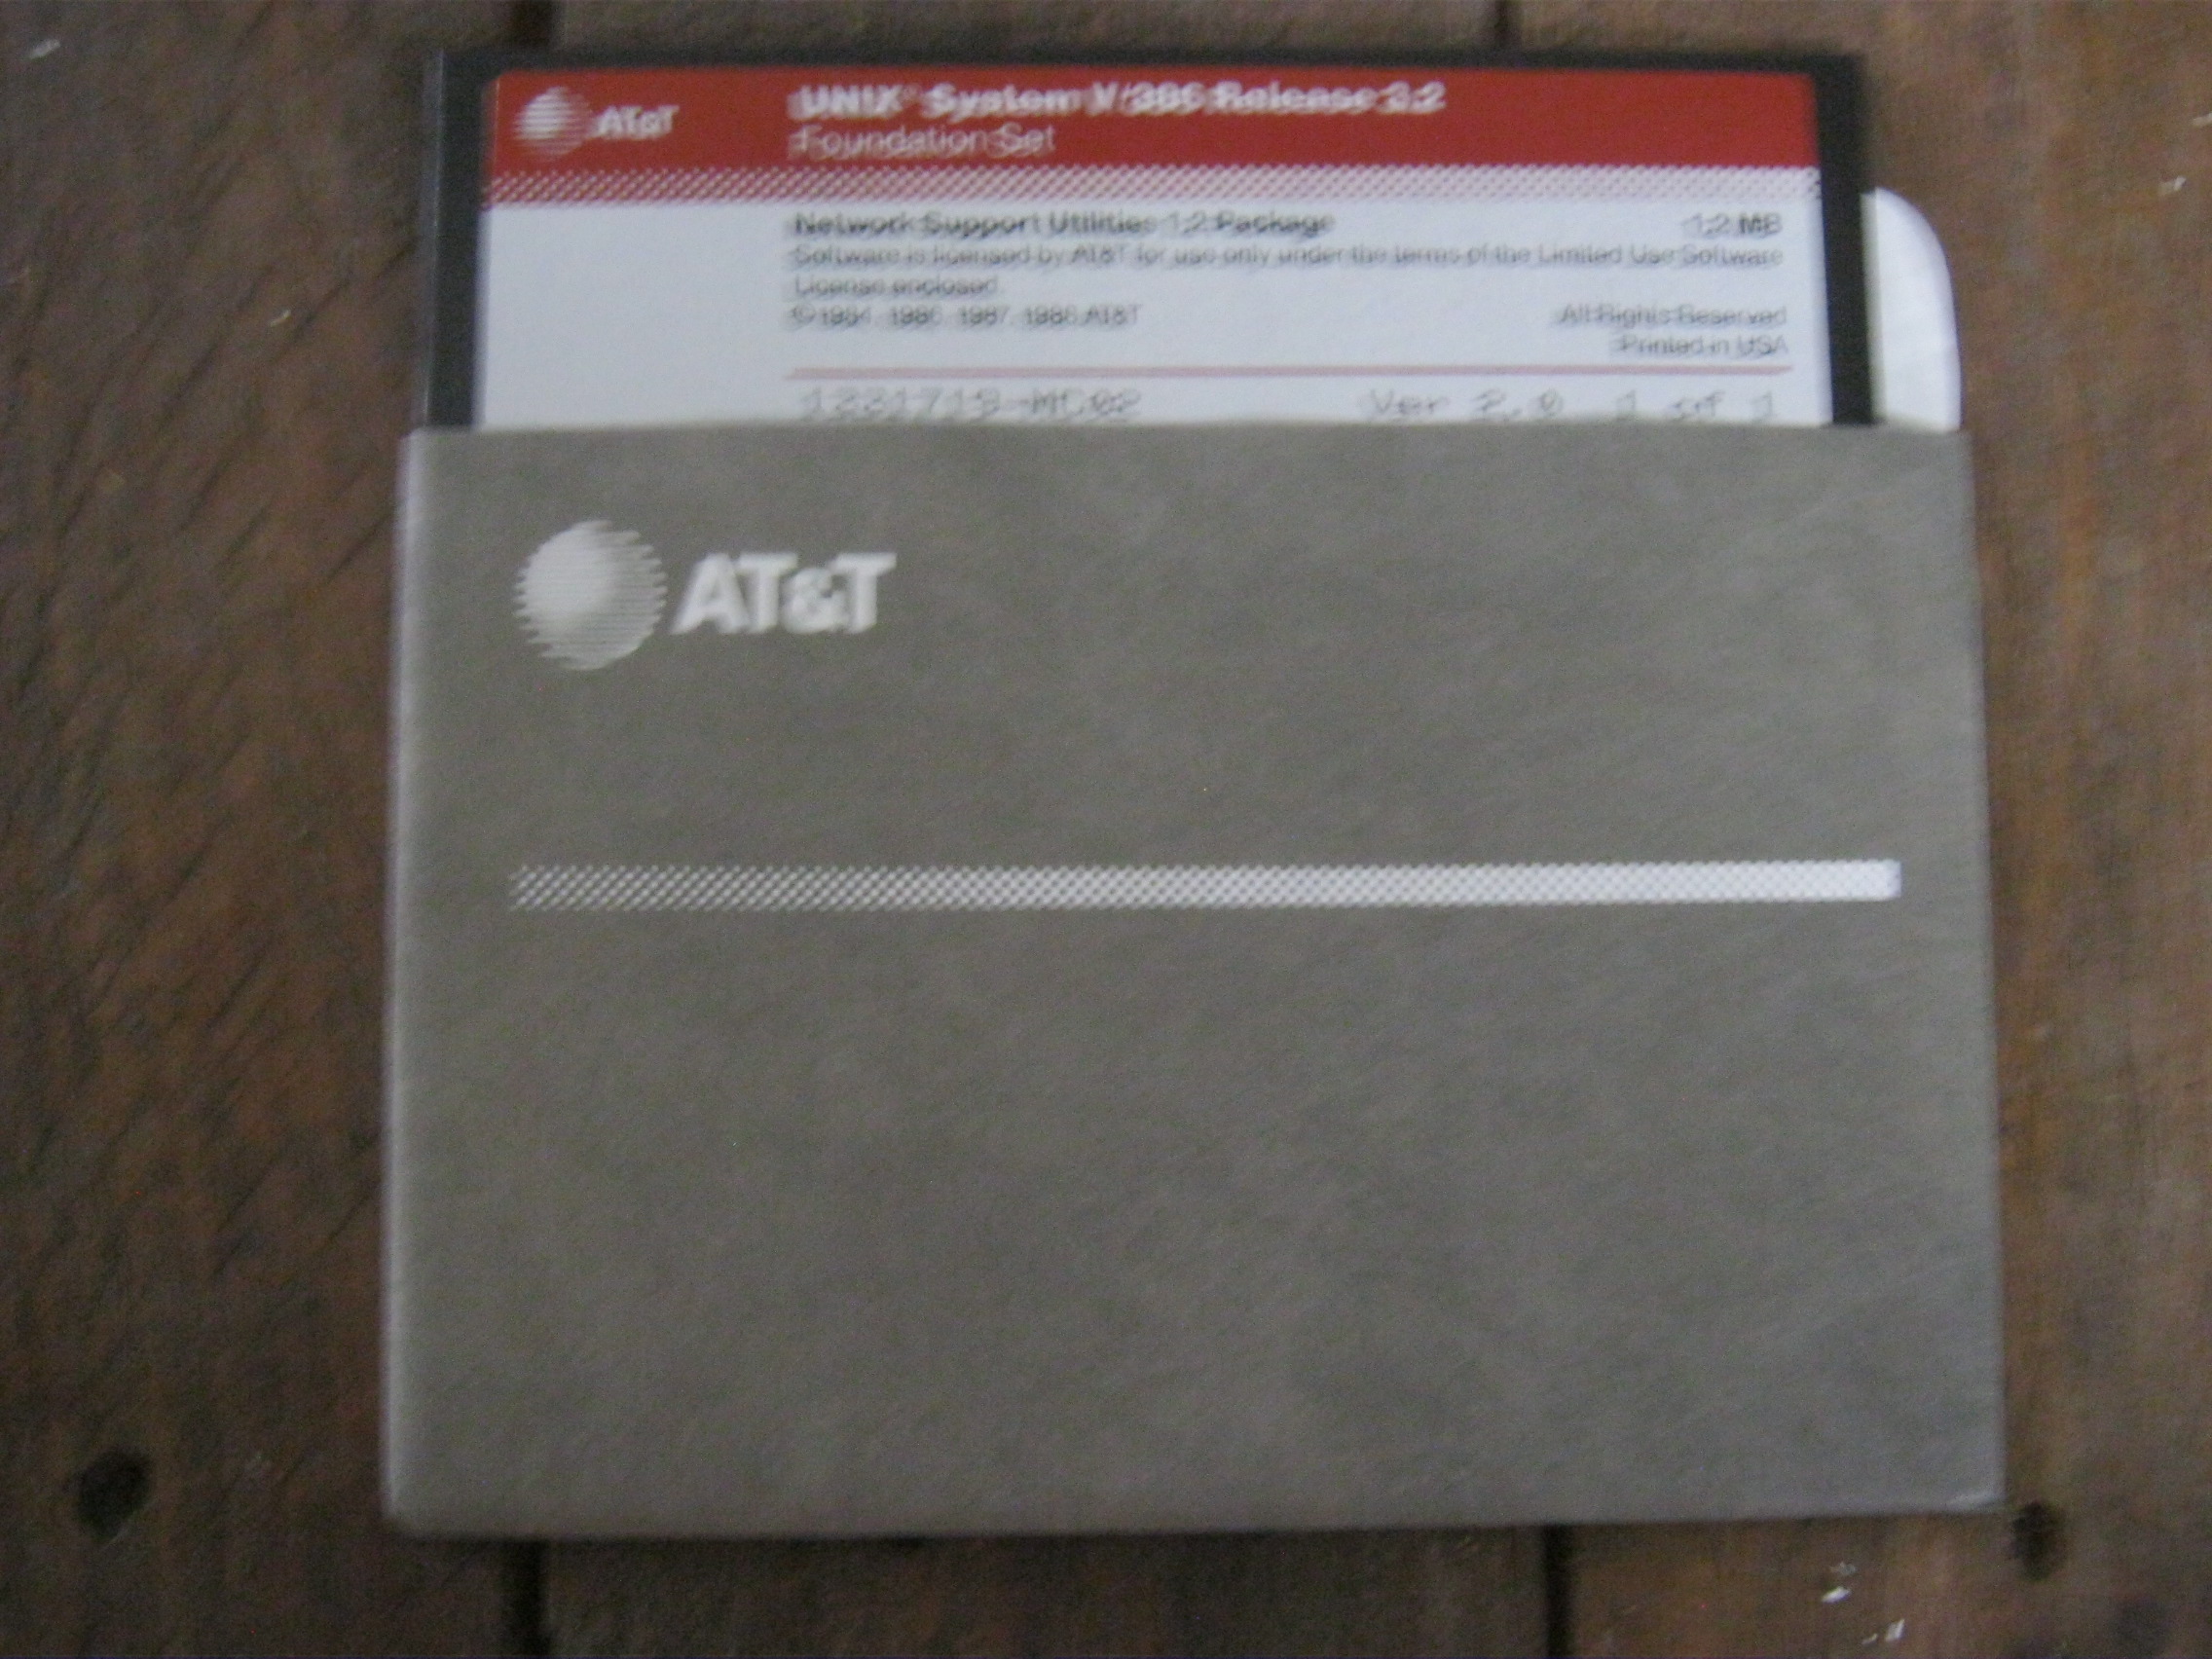 AT&T
UNIX® System V/386 Release 3.2
Foundation Set
Network Support Utilities 1.2 Package 1.2 MB
Software is licensed by AT&T for use only under the terms of the Limited Use Software
License enclosed.
©1984, 1986, 1987, 1988 AT&T All Rights Reserved
Printed in USA
Ver 2.0 1 of 1
AT&T